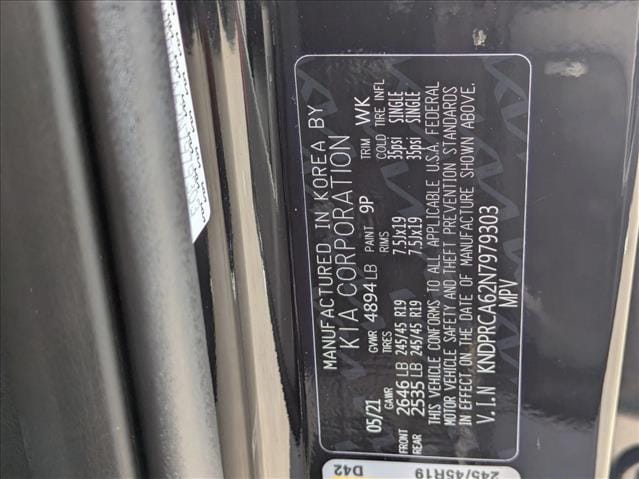 MANUFACTURED IN KOREA BY
KIA CORPORATION
05/21 GVWR 4894 LB PAINT 9P TRIM WK
GAWR TIRES RIMS COLD TIRE INFL
FRONT 2646 LB 245/45 R19 7.5Jx19 35psi SINGLE
REAR 2535 LB 245/45 R19 7.5Jx19 35psi SINGLE
THIS VEHICLE CONFORMS TO ALL APPLICABLE U.S.A. FEDERAL
MOTOR VEHICLE SAFETY AND THEFT PREVENTION STANDARDS
IN EFFECT ON THE DATE OF MANUFACTURE SHOWN ABOVE.
V.I.N KNDPRCA62N7979303
MPV
D42
245/45R19